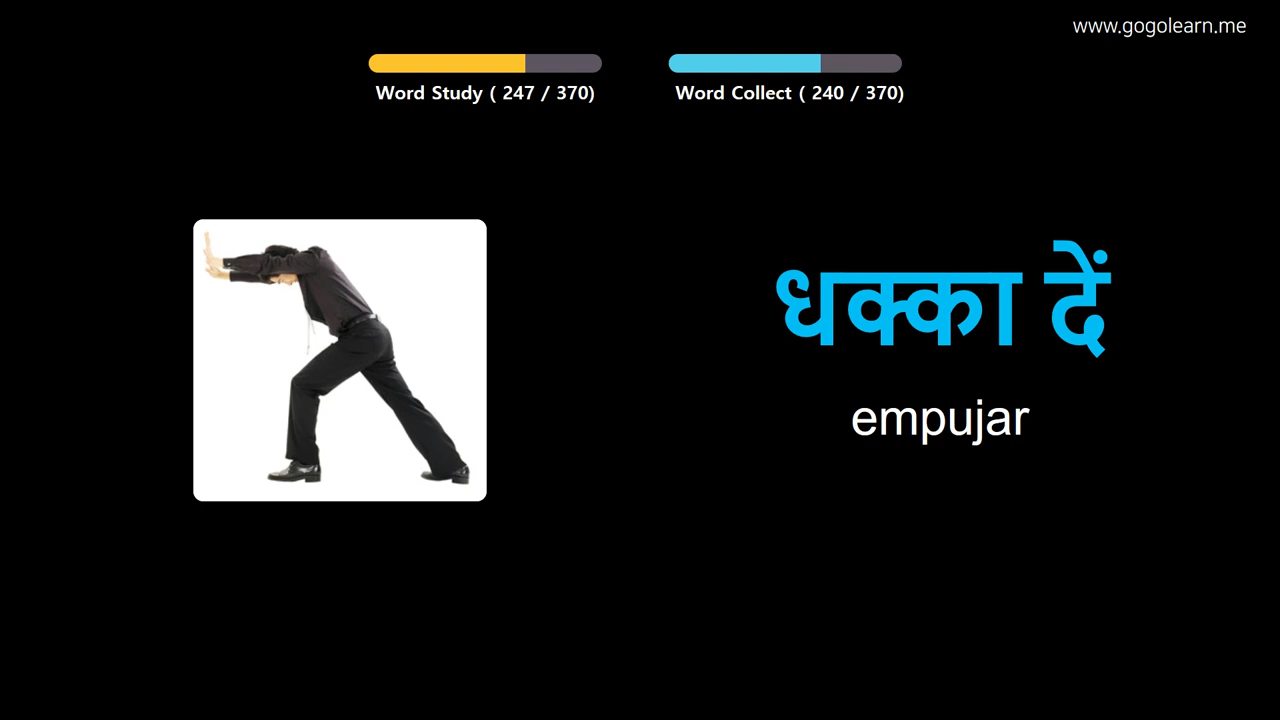 www.gogolearn.me
Word Study ( 247 / 370)
Word Collect ( 240 / 370)
धक्का दें
empujar